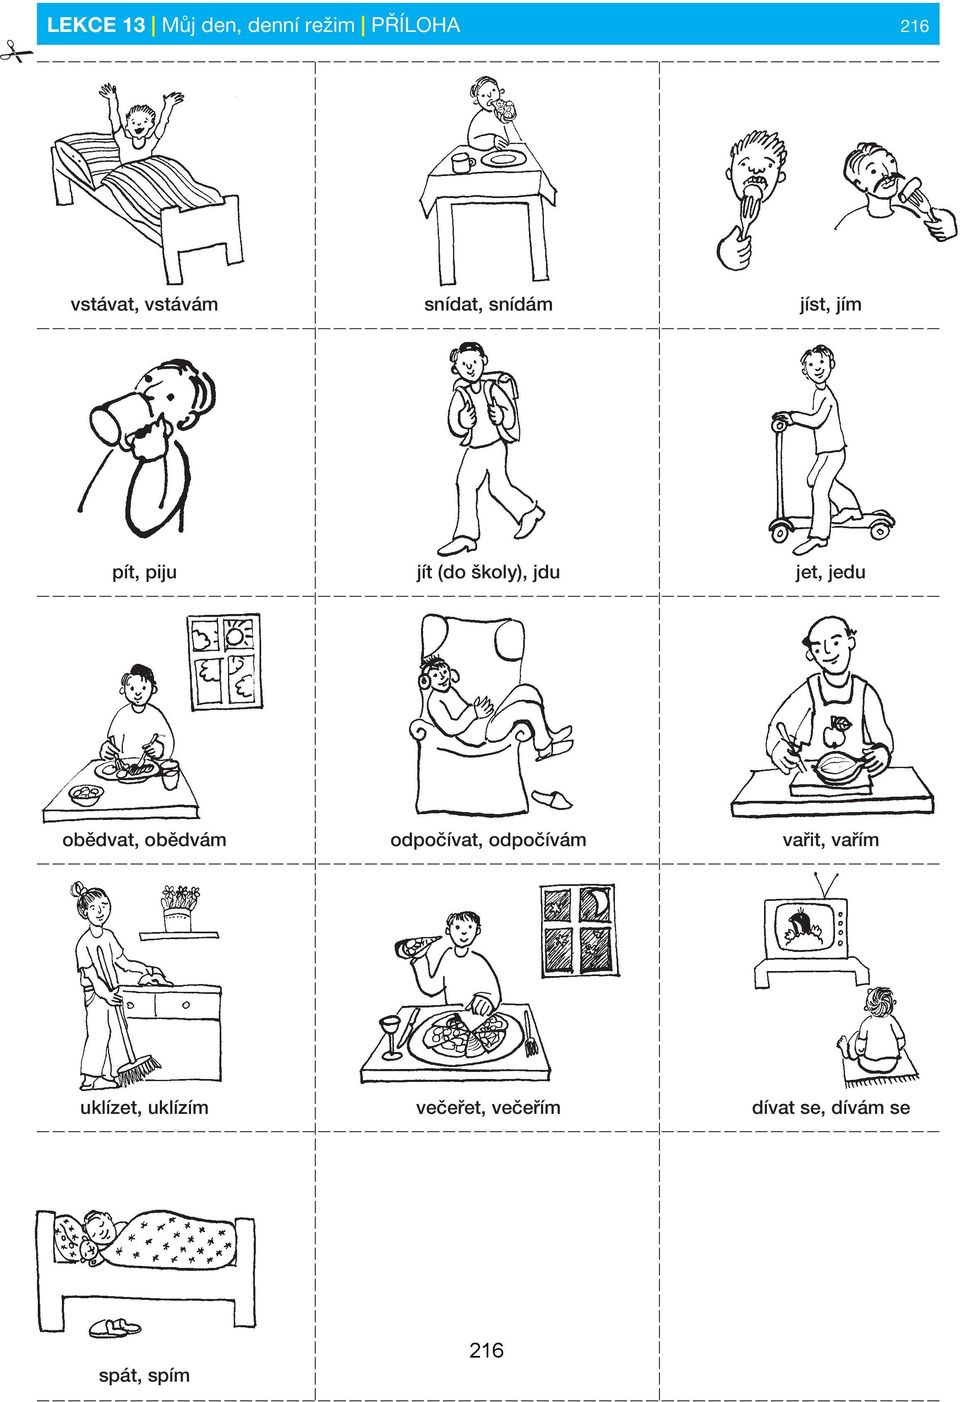 LEKCE 13 | Můj den, denní režim | PŘÍLOHA 216
vstávat, vstávám
snídat, snídám
jíst, jím
pít, piju
jít (do školy), jdu
jet, jedu
obědvat, obědvám
odpočívat, odpočívám
vařit, vařím
uklízet, uklízím
večeřet, večeřím
dívat se, dívám se
spát, spím
216